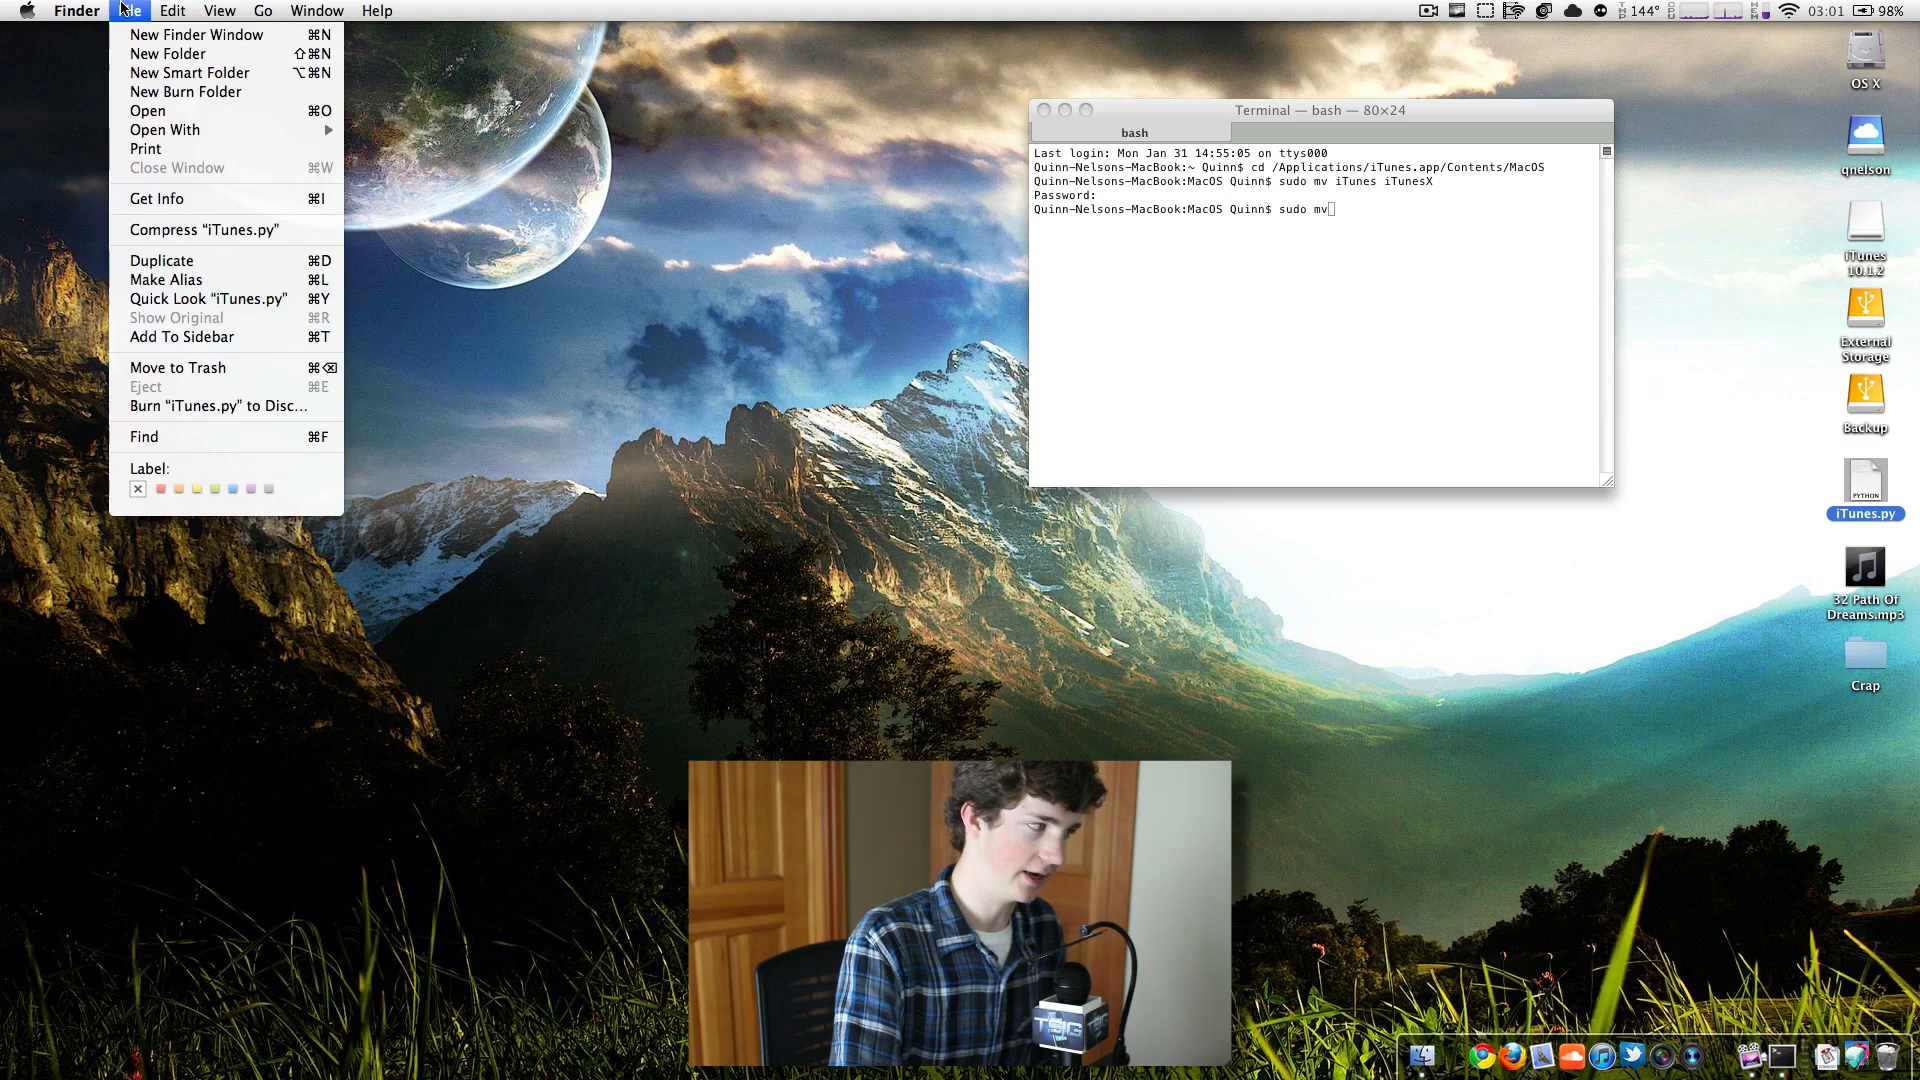 Finder File Edit View Go Window Help 144° 03:01 98%
New Finder Window ⌘N
New Folder ⇧⌘N
New Smart Folder ⌥⌘N
New Burn Folder
Open ⌘O
Open With ▶
Print
Close Window ⌘W
Get Info ⌘I
Compress “iTunes.py”
Duplicate ⌘D
Make Alias ⌘L
Quick Look “iTunes.py” ⌘Y
Show Original ⌘R
Add To Sidebar ⌘T
Move to Trash ⌘⌫
Eject ⌘E
Burn “iTunes.py” to Disc…
Find ⌘F
Label:
Terminal — bash — 80×24
bash
Last login: Mon Jan 31 14:55:05 on ttys000
Quinn-Nelsons-MacBook:~ Quinn$ cd /Applications/iTunes.app/Contents/MacOS
Quinn-Nelsons-MacBook:MacOS Quinn$ sudo mv iTunes iTunesX
Password:
Quinn-Nelsons-MacBook:MacOS Quinn$ sudo mv
OS X
qnelson
iTunes
10.1.2
External
Storage
Backup
PYTHON
iTunes.py
32 Path Of
Dreams.mp3
Crap